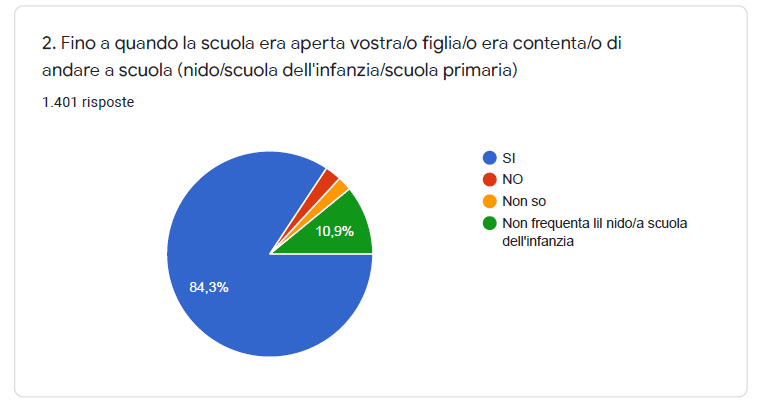 2. Fino a quando la scuola era aperta vostra/o figlia/o era contenta/o di
andare a scuola (nido/scuola dell'infanzia/scuola primaria)
1.401 risposte
SI
NO
Non so
Non frequenta lil nido/a scuola
dell'infanzia
10,9%
84,3%